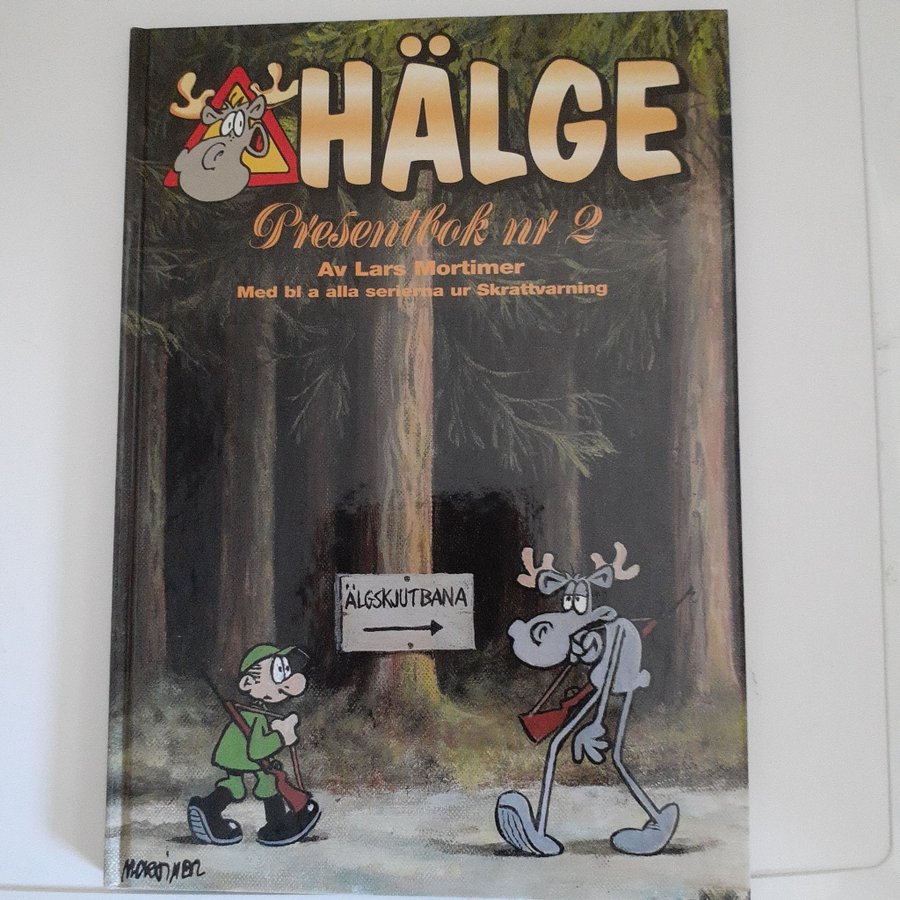 HÄLGE
Presentbok nr 2
Av Lars Mortimer
Med bl a alla serierna ur Skrattvarning
ÄLGSKJUTBANA
MORTIMER